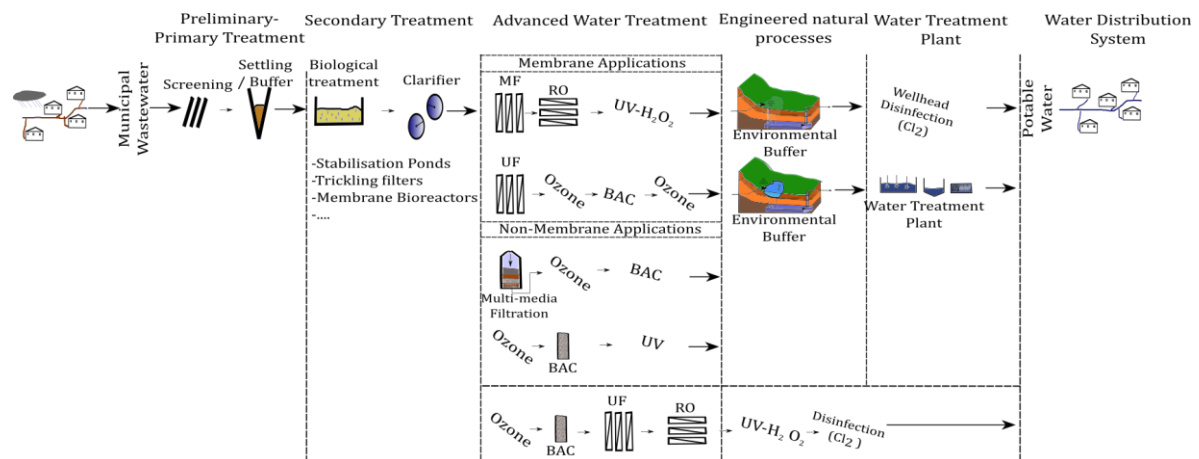 Preliminary-
Primary Treatment
Secondary Treatment
Advanced Water Treatment
Engineered natural
processes
Water Treatment
Plant
Water Distribution
System
Municipal
Wastewater
Screening
Settling
/ Buffer
Biological
treatment
Clarifier
-Stabilisation Ponds
-Trickling filters
-Membrane Bioreactors
-....
Membrane Applications
MF
RO
UV-H₂O₂
Environmental
Buffer
Wellhead
Disinfection
(Cl2)
Potable
Water
UF
Ozone
BAC
Ozone
Environmental
Buffer
Water Treatment
Plant
Non-Membrane Applications
Multi-media
Filtration
Ozone
BAC
Ozone
BAC
UV
Ozone
BAC
UF
RO
UV-H₂ O₂
Disinfection
(Cl2 )